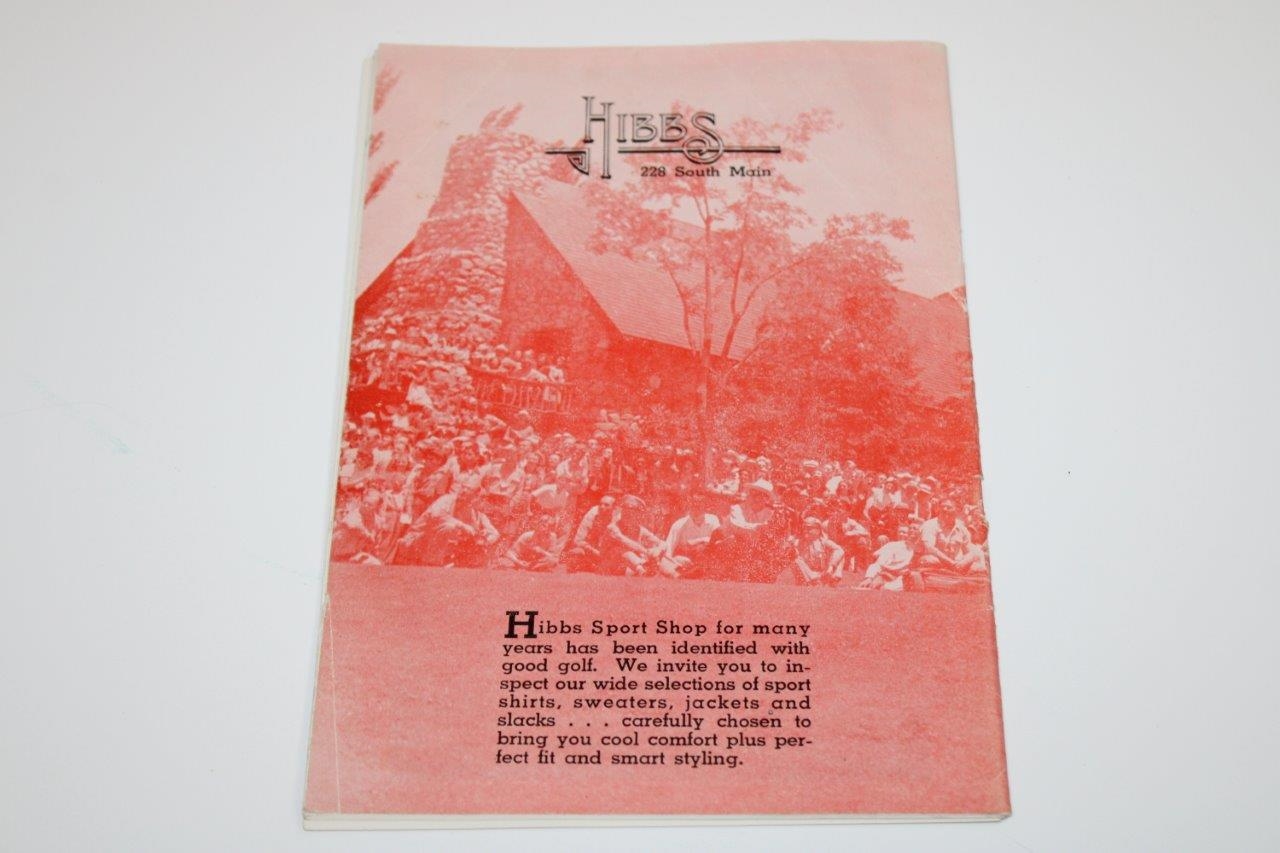 HIBBS
228 South Main
Hibbs Sport Shop for many
years has been identified with
good golf. We invite you to in-
spect our wide selections of sport
shirts, sweaters, jackets and
slacks . . . carefully chosen to
bring you cool comfort plus per-
fect fit and smart styling.